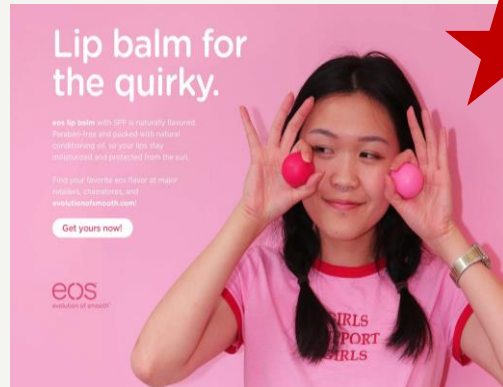 Lip balm for
the quirky.
eos lip balm with SPF is naturally flavored.
Paraben-free and packed with natural
conditioning oil, so your lips stay
moisturized and protected from the sun.
Find your favorite eos flavor at major
retailers, chainstores, and
evolutionofsmooth.com!
Get yours now!
eos
evolution of smooth
GIRLS
SUPPORT
GIRLS